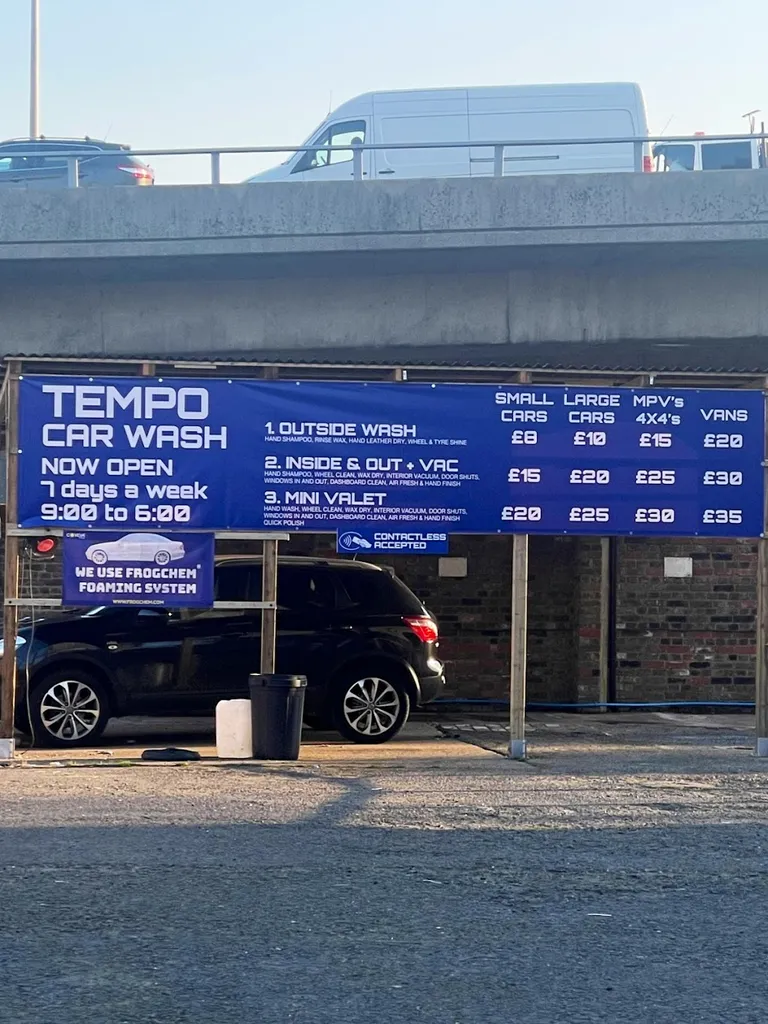 TEMPO
CAR WASH
NOW OPEN
7 days a week
9:00 to 6:00
1. OUTSIDE WASH
HAND SHAMPOO, RINSE WAX, HAND LEATHER DRY, WHEEL & TYRE SHINE
2. INSIDE & OUT + VAC
HAND SHAMPOO, WHEEL CLEAN, WAX DRY, INTERIOR VACUUM, DOOR SHUTS,
WINDOWS IN AND OUT, DASHBOARD CLEAN, AIR FRESH & HAND FINISH
3. MINI VALET
HAND WASH, WHEEL CLEAN, WAX DRY, INTERIOR VACUUM, DOOR SHUTS,
WINDOWS IN AND OUT, DASHBOARD CLEAN, AIR FRESH & HAND FINISH
QUICK POLISH
SMALL CARS LARGE CARS MPV's 4X4's VANS
£8 £10 £15 £20
£15 £20 £25 £30
£20 £25 £30 £35
CONTACTLESS
ACCEPTED
WE USE FROGCHEM®
FOAMING SYSTEM
WWW.FROGCHEM.COM